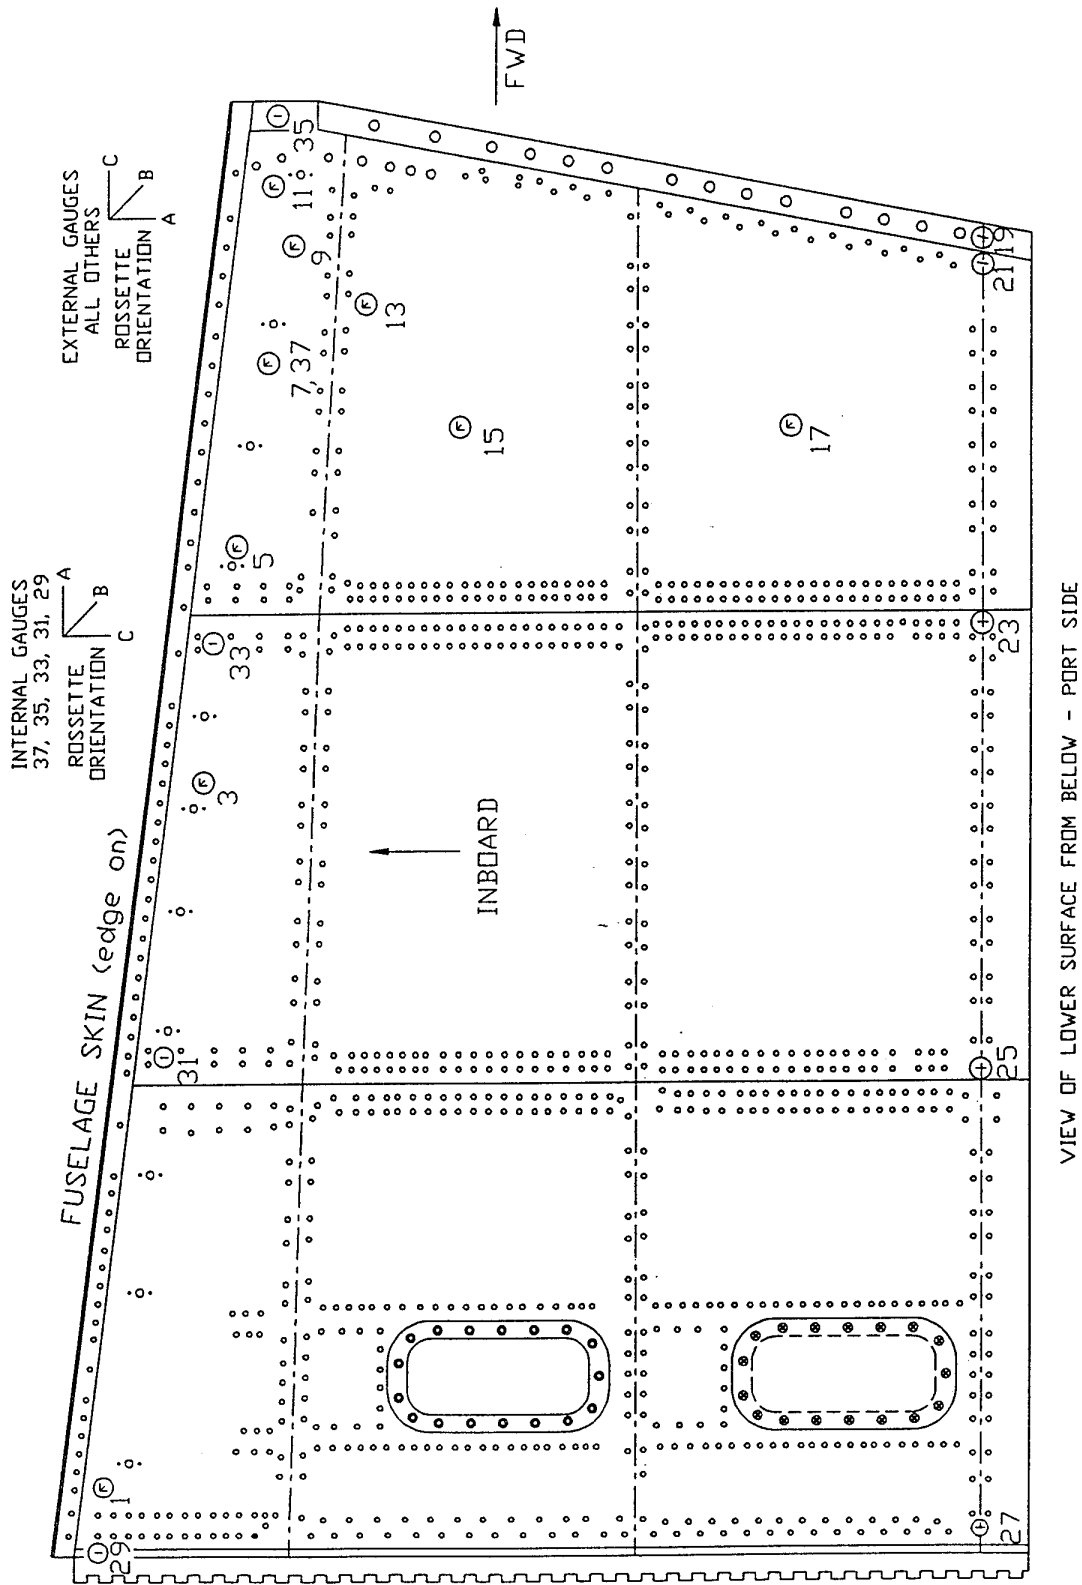 INTERNAL GAUGES
37, 35, 33, 31, 29
ROSSETTE
ORIENTATION
A
B
C
EXTERNAL GAUGES
ALL OTHERS
ROSSETTE
ORIENTATION
C
B
A
FWD
FUSELAGE SKIN (edge on)
INBOARD
29
1
31
3
33
5
7, 37
9
11
35
13
15
17
27
25
23
21
19
VIEW OF LOWER SURFACE FROM BELOW - PORT SIDE